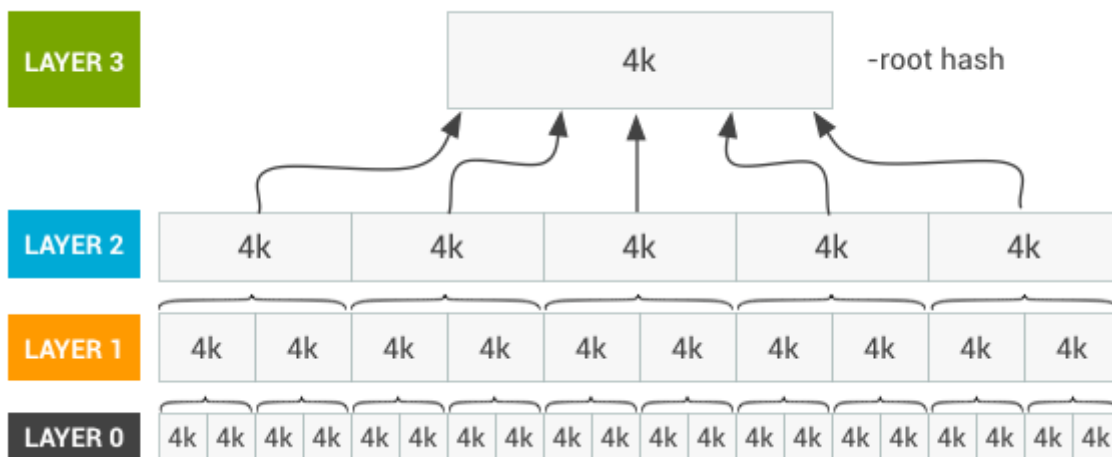 LAYER 3 4k -root hash
LAYER 2 4k 4k 4k 4k 4k
LAYER 1 4k 4k 4k 4k 4k 4k 4k 4k 4k 4k
LAYER 0 4k 4k 4k 4k 4k 4k 4k 4k 4k 4k 4k 4k 4k 4k 4k 4k 4k 4k 4k 4k